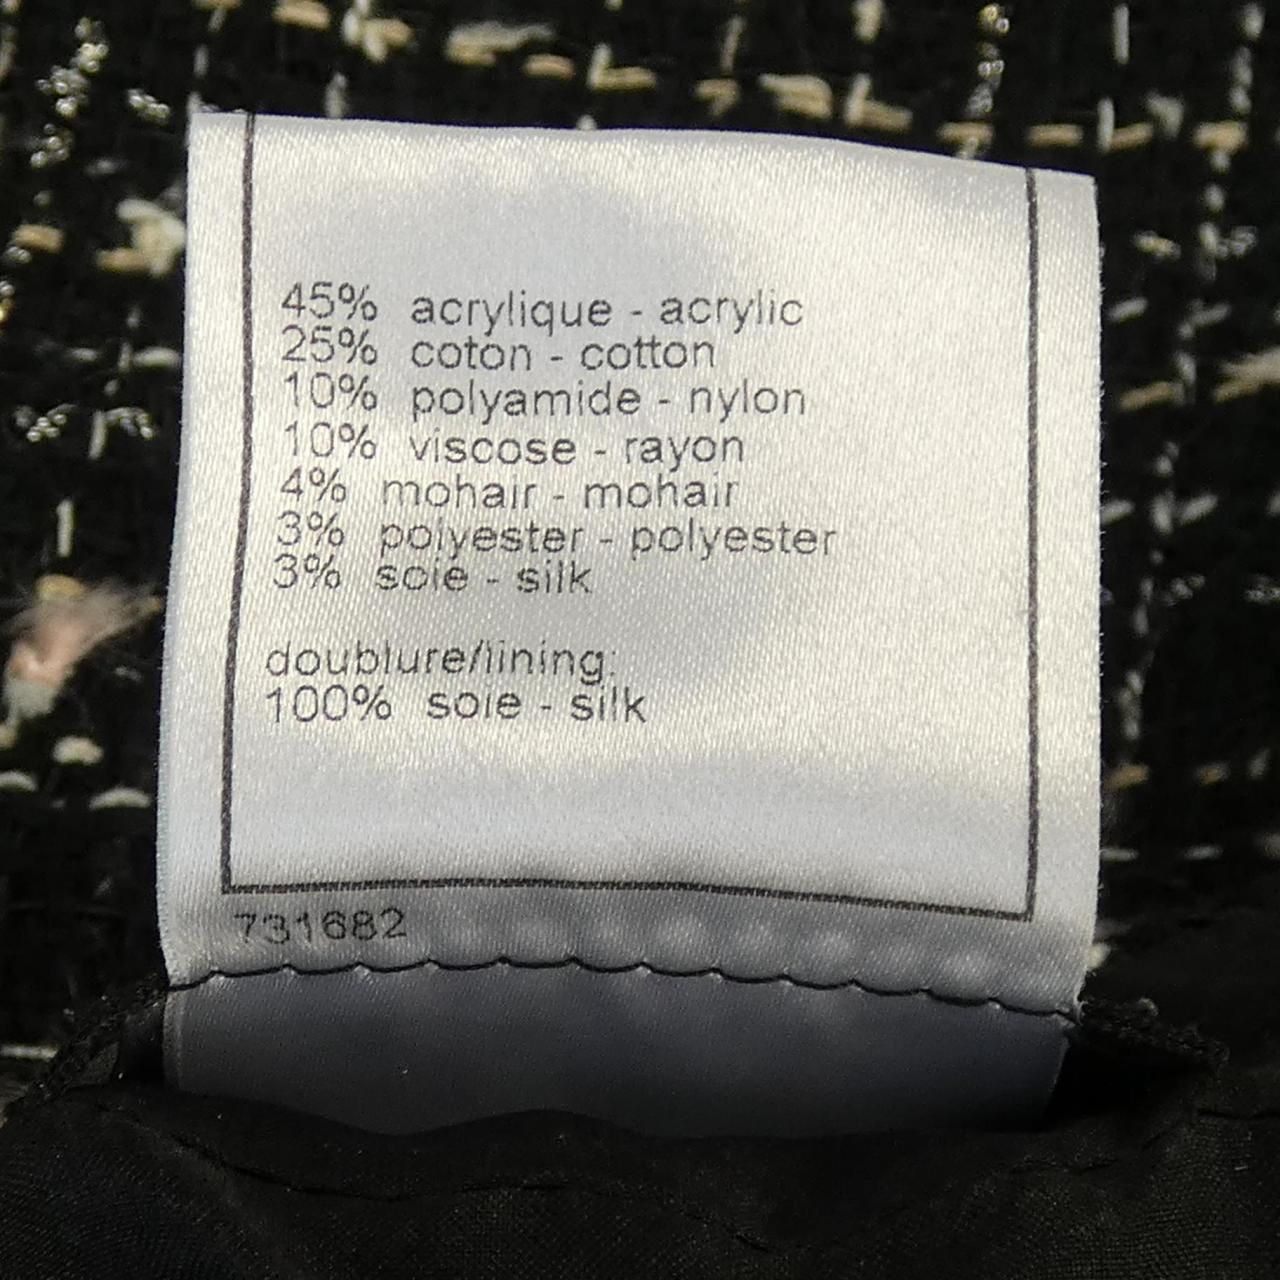 45% acrylique - acrylic
25% coton - cotton
10% polyamide - nylon
10% viscose - rayon
4% mohair - mohair
3% polyester - polyester
3% soie - silk
doublure/lining:
100% soie - silk
731682